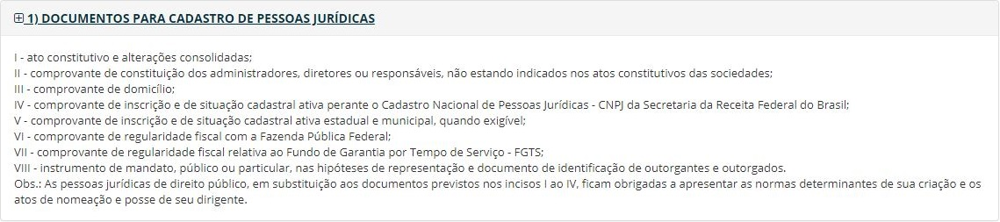 1) DOCUMENTOS PARA CADASTRO DE PESSOAS JURÍDICAS
I - ato constitutivo e alterações consolidadas;
II - comprovante de constituição dos administradores, diretores ou responsáveis, não estando indicados nos atos constitutivos das sociedades;
III - comprovante de domicílio;
IV - comprovante de inscrição e de situação cadastral ativa perante o Cadastro Nacional de Pessoas Jurídicas - CNPJ da Secretaria da Receita Federal do Brasil;
V - comprovante de inscrição e de situação cadastral ativa estadual e municipal, quando exigível;
VI - comprovante de regularidade fiscal com a Fazenda Pública Federal;
VII - comprovante de regularidade fiscal relativa ao Fundo de Garantia por Tempo de Serviço - FGTS;
VIII - instrumento de mandato, público ou particular, nas hipóteses de representação e documento de identificação de outorgantes e outorgados.
Obs.: As pessoas jurídicas de direito público, em substituição aos documentos previstos nos incisos I ao IV, ficam obrigadas a apresentar as normas determinantes de sua criação e os
atos de nomeação e posse de seu dirigente.